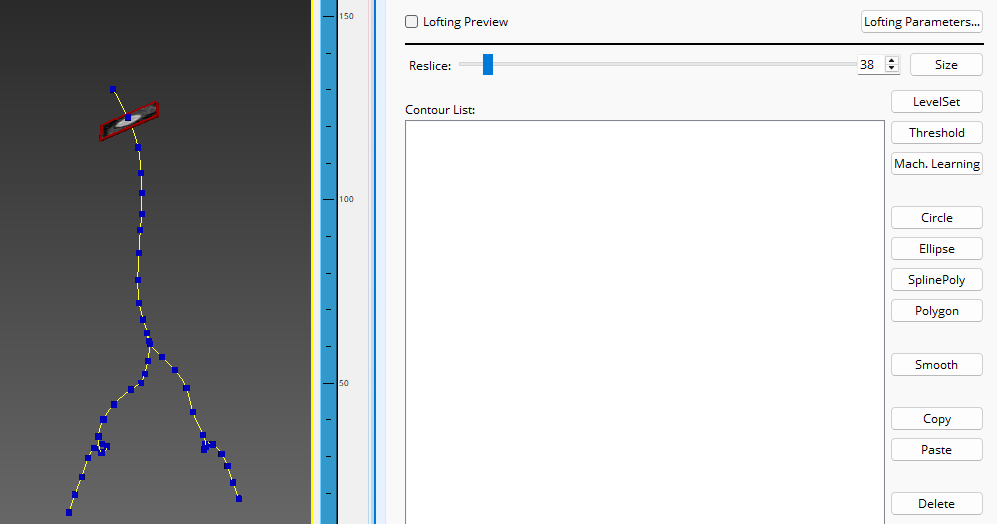 150
100
50
Lofting Preview
Lofting Parameters...
Reslice:
38
Size
Contour List:
LevelSet
Threshold
Mach. Learning
Circle
Ellipse
SplinePoly
Polygon
Smooth
Copy
Paste
Delete